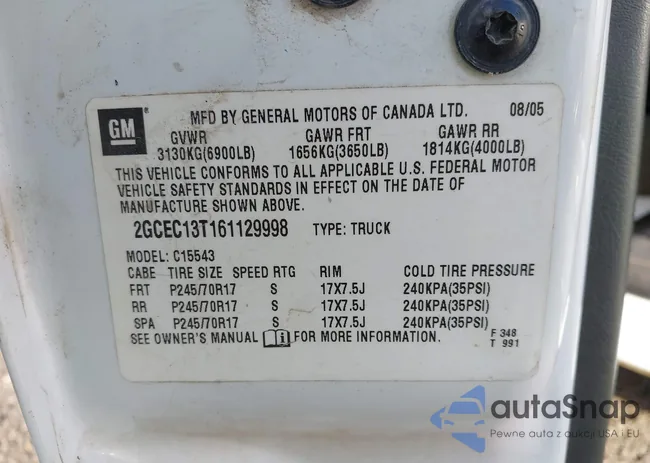 GM
MFD BY GENERAL MOTORS OF CANADA LTD. 08/05
GVWR GAWR FRT GAWR RR
3130KG(6900LB) 1656KG(3650LB) 1814KG(4000LB)
THIS VEHICLE CONFORMS TO ALL APPLICABLE U.S. FEDERAL MOTOR
VEHICLE SAFETY STANDARDS IN EFFECT ON THE DATE OF
MANUFACTURE SHOWN ABOVE.
2GCEC13T161129998 TYPE: TRUCK
MODEL: C15543
CABE TIRE SIZE SPEED RTG RIM COLD TIRE PRESSURE
FRT P245/70R17 S 17X7.5J 240KPA(35PSI)
RR P245/70R17 S 17X7.5J 240KPA(35PSI)
SPA P245/70R17 S 17X7.5J 240KPA(35PSI)
SEE OWNER'S MANUAL i FOR MORE INFORMATION.
F 348
T 991
autoSnap
Pewne auta z aukcji USA i EU